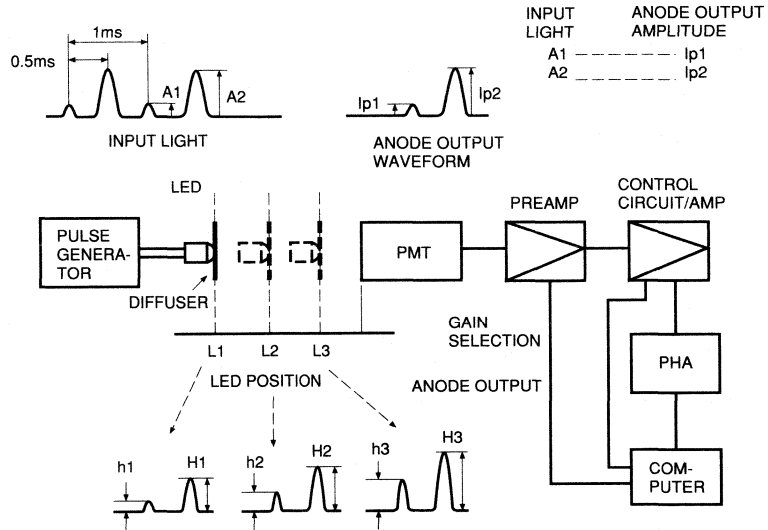 INPUT LIGHT
ANODE OUTPUT AMPLITUDE
A1
Ip1
A2
Ip2
1ms
0.5ms
A1
A2
INPUT LIGHT
Ip1
Ip2
ANODE OUTPUT
WAVEFORM
LED
PULSE
GENERA-
TOR
DIFFUSER
PMT
PREAMP
CONTROL
CIRCUIT/AMP
L1
L2
L3
LED POSITION
GAIN
SELECTION
ANODE OUTPUT
PHA
COM-
PUTER
h1
H1
h2
H2
h3
H3